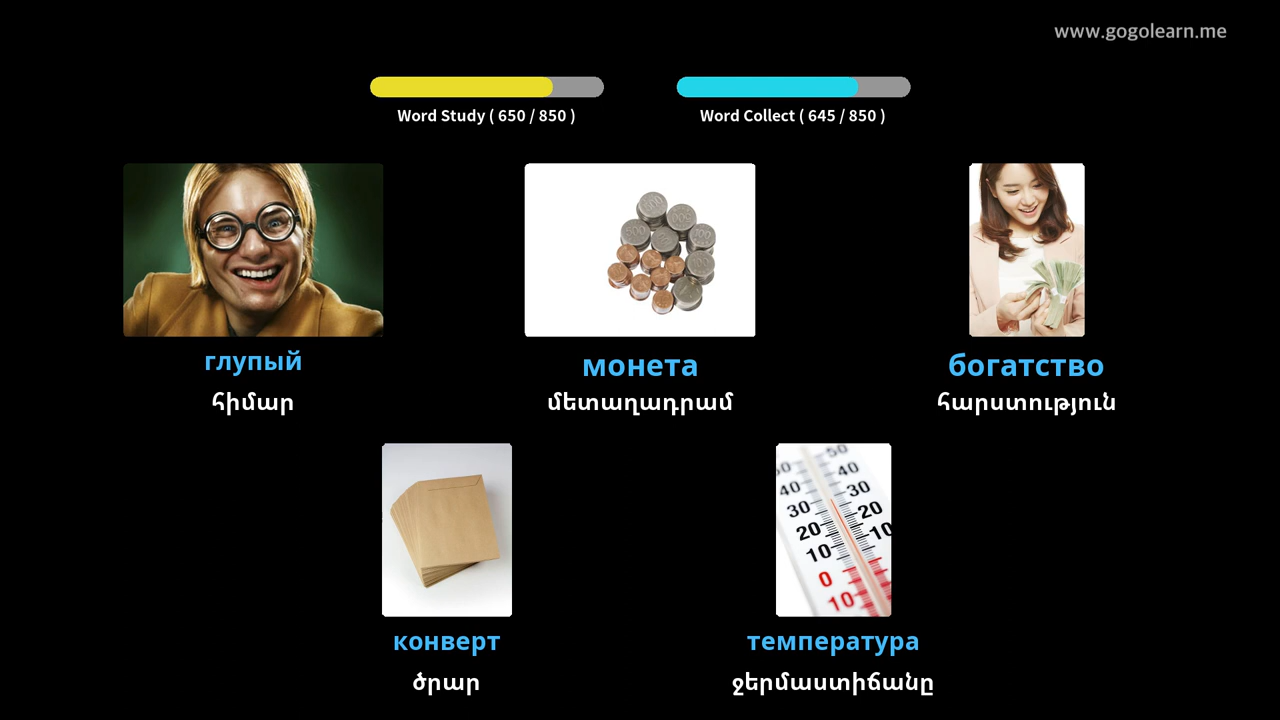 www.gogolearn.me
Word Study ( 650 / 850 )
Word Collect ( 645 / 850 )
глупый
հիմար
монета
մետաղադրամ
богатство
հարստություն
конверт
ծրար
температура
ջերմաստիճանը